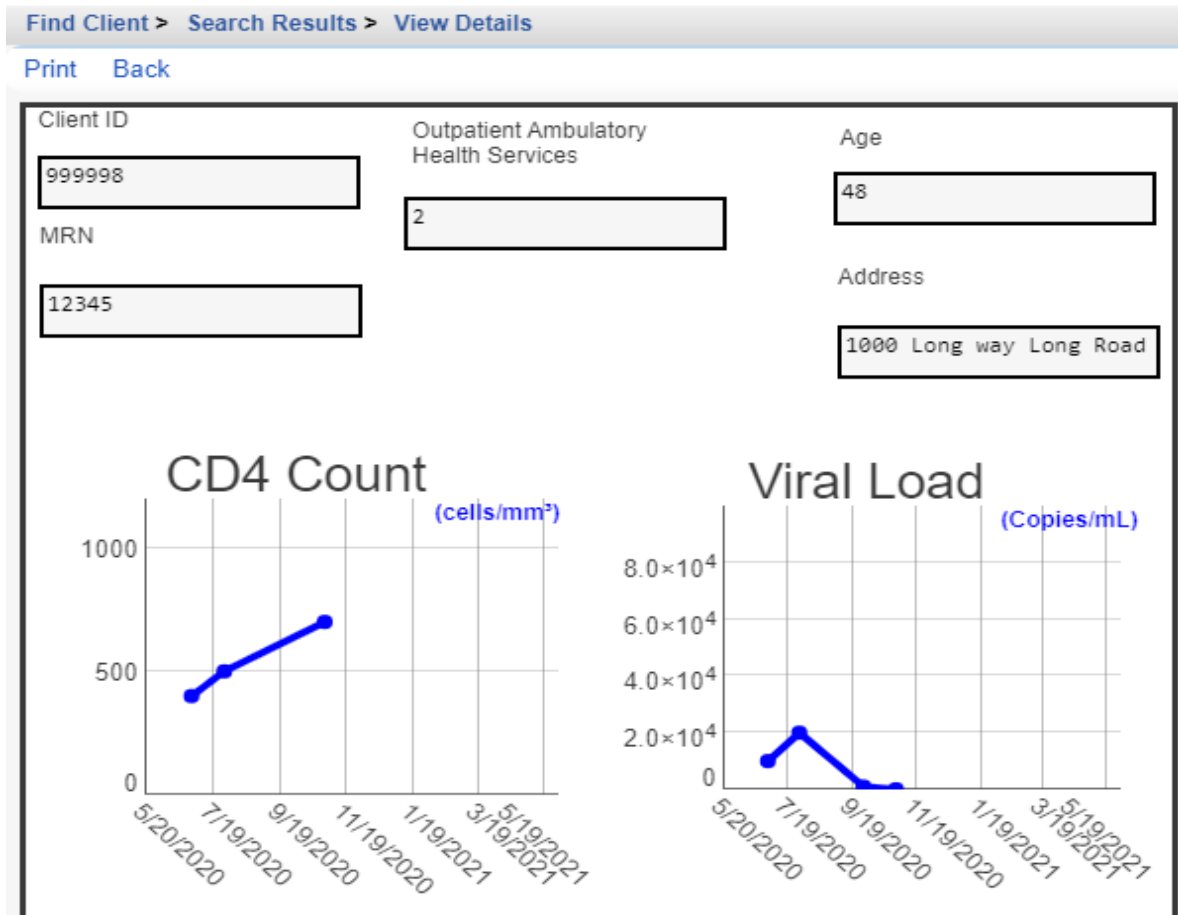 Find Client > Search Results > View Details
Print Back
Client ID
999998
MRN
12345
Outpatient Ambulatory
Health Services
2
Age
48
Address
1000 Long way Long Road
CD4 Count
(cells/mm³)
1000
500
0
5/20/2020
7/19/2020
9/19/2020
11/19/2020
1/19/2021
3/19/2021
5/19/2021
Viral Load
(Copies/mL)
8.0×10⁴
6.0×10⁴
4.0×10⁴
2.0×10⁴
0
5/20/2020
7/19/2020
9/19/2020
11/19/2020
1/19/2021
3/19/2021
5/19/2021